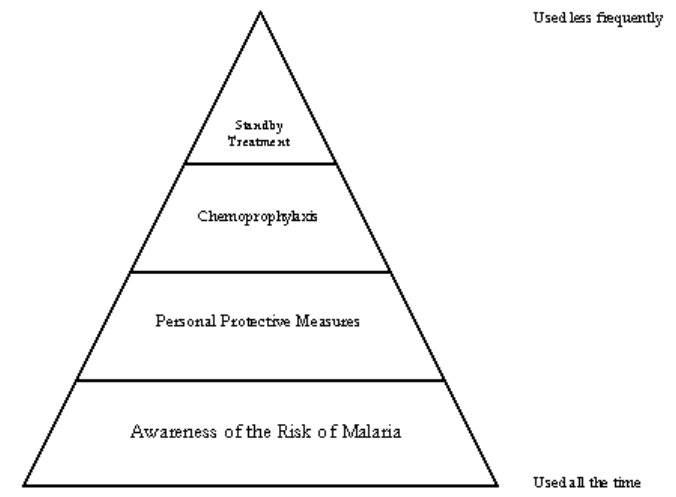 Used less frequently
Standby
Treatment
Chemoprophylaxis
Personal Protective Measures
Awareness of the Risk of Malaria
Used all the time